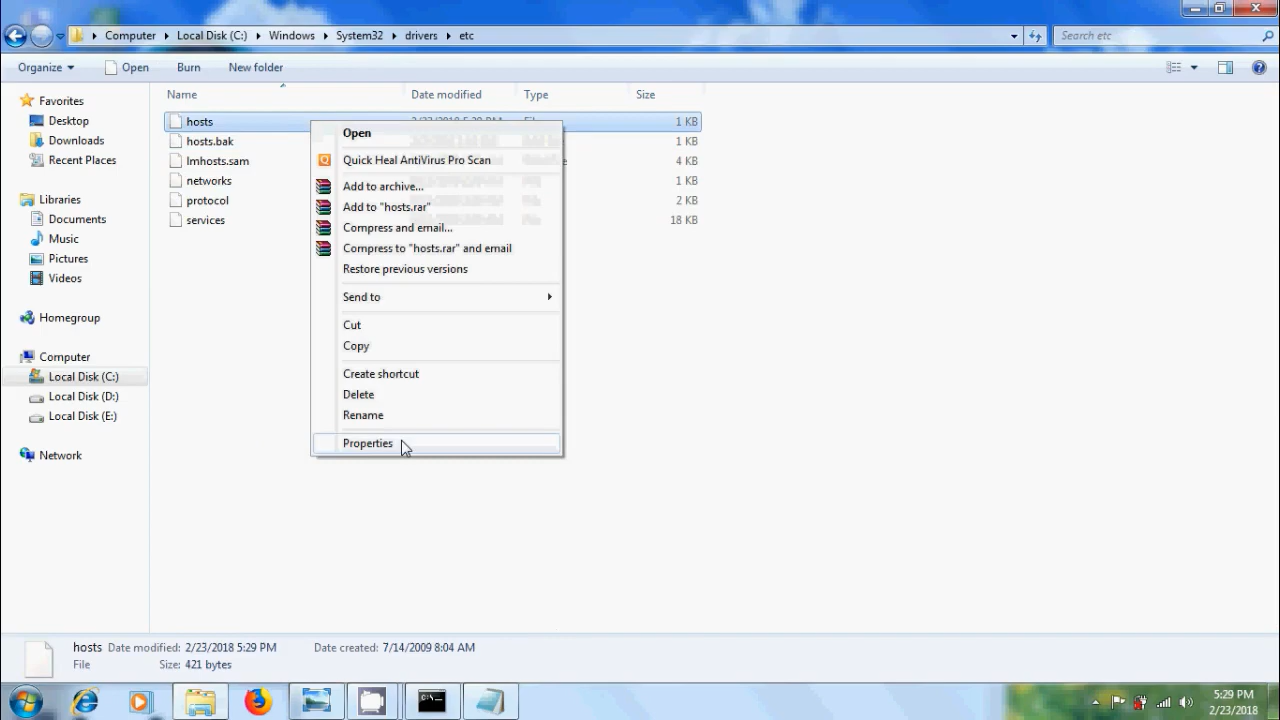 Computer Local Disk (C:) Windows System32 drivers etc Search etc
Organize Open Burn New folder
Name Date modified Type Size
Favorites
Desktop
Downloads
Recent Places
Libraries
Documents
Music
Pictures
Videos
Homegroup
Computer
Local Disk (C:)
Local Disk (D:)
Local Disk (E:)
Network
hosts 1 KB
hosts.bak 1 KB
lmhosts.sam 4 KB
networks 1 KB
protocol 2 KB
services 18 KB
Open
Quick Heal AntiVirus Pro Scan
Add to archive...
Add to "hosts.rar"
Compress and email...
Compress to "hosts.rar" and email
Restore previous versions
Send to
Cut
Copy
Create shortcut
Delete
Rename
Properties
hosts Date modified: 2/23/2018 5:29 PM Date created: 7/14/2009 8:04 AM
File Size: 421 bytes
5:29 PM
2/23/2018